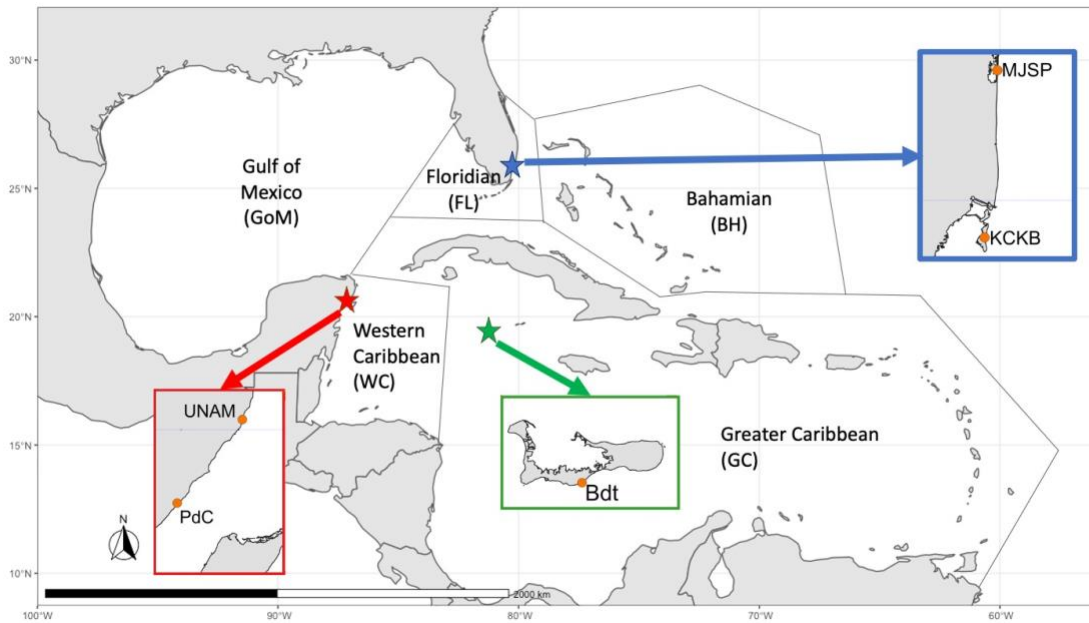 30°N
25°N
20°N
15°N
10°N
100°W
90°W
80°W
70°W
60°W
Gulf of
Mexico
(GoM)
Floridian
(FL)
Bahamian
(BH)
MJSP
KCKB
Western
Caribbean
(WC)
UNAM
PdC
Bdt
Greater Caribbean
(GC)
N
2000 km